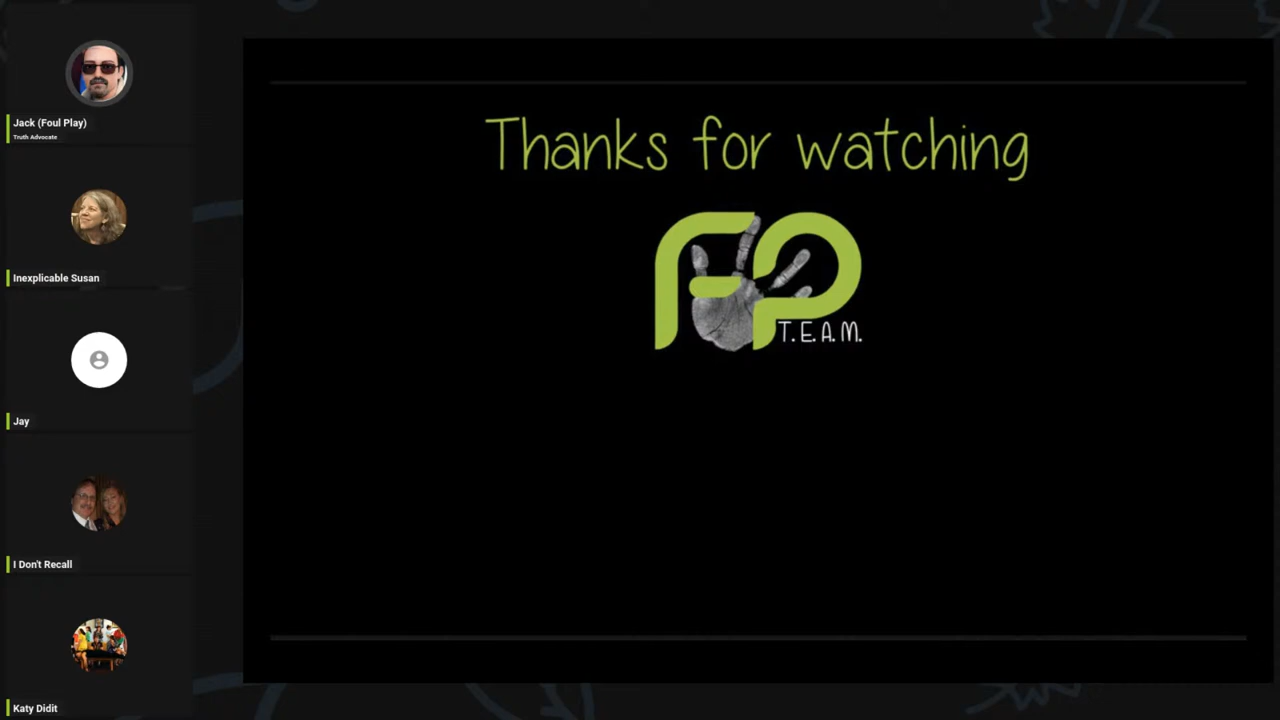 Jack (Foul Play)
Truth Advocate
Inexplicable Susan
Jay
I Don't Recall
Katy Didit
Thanks for watching
FP
T.E.A.M.